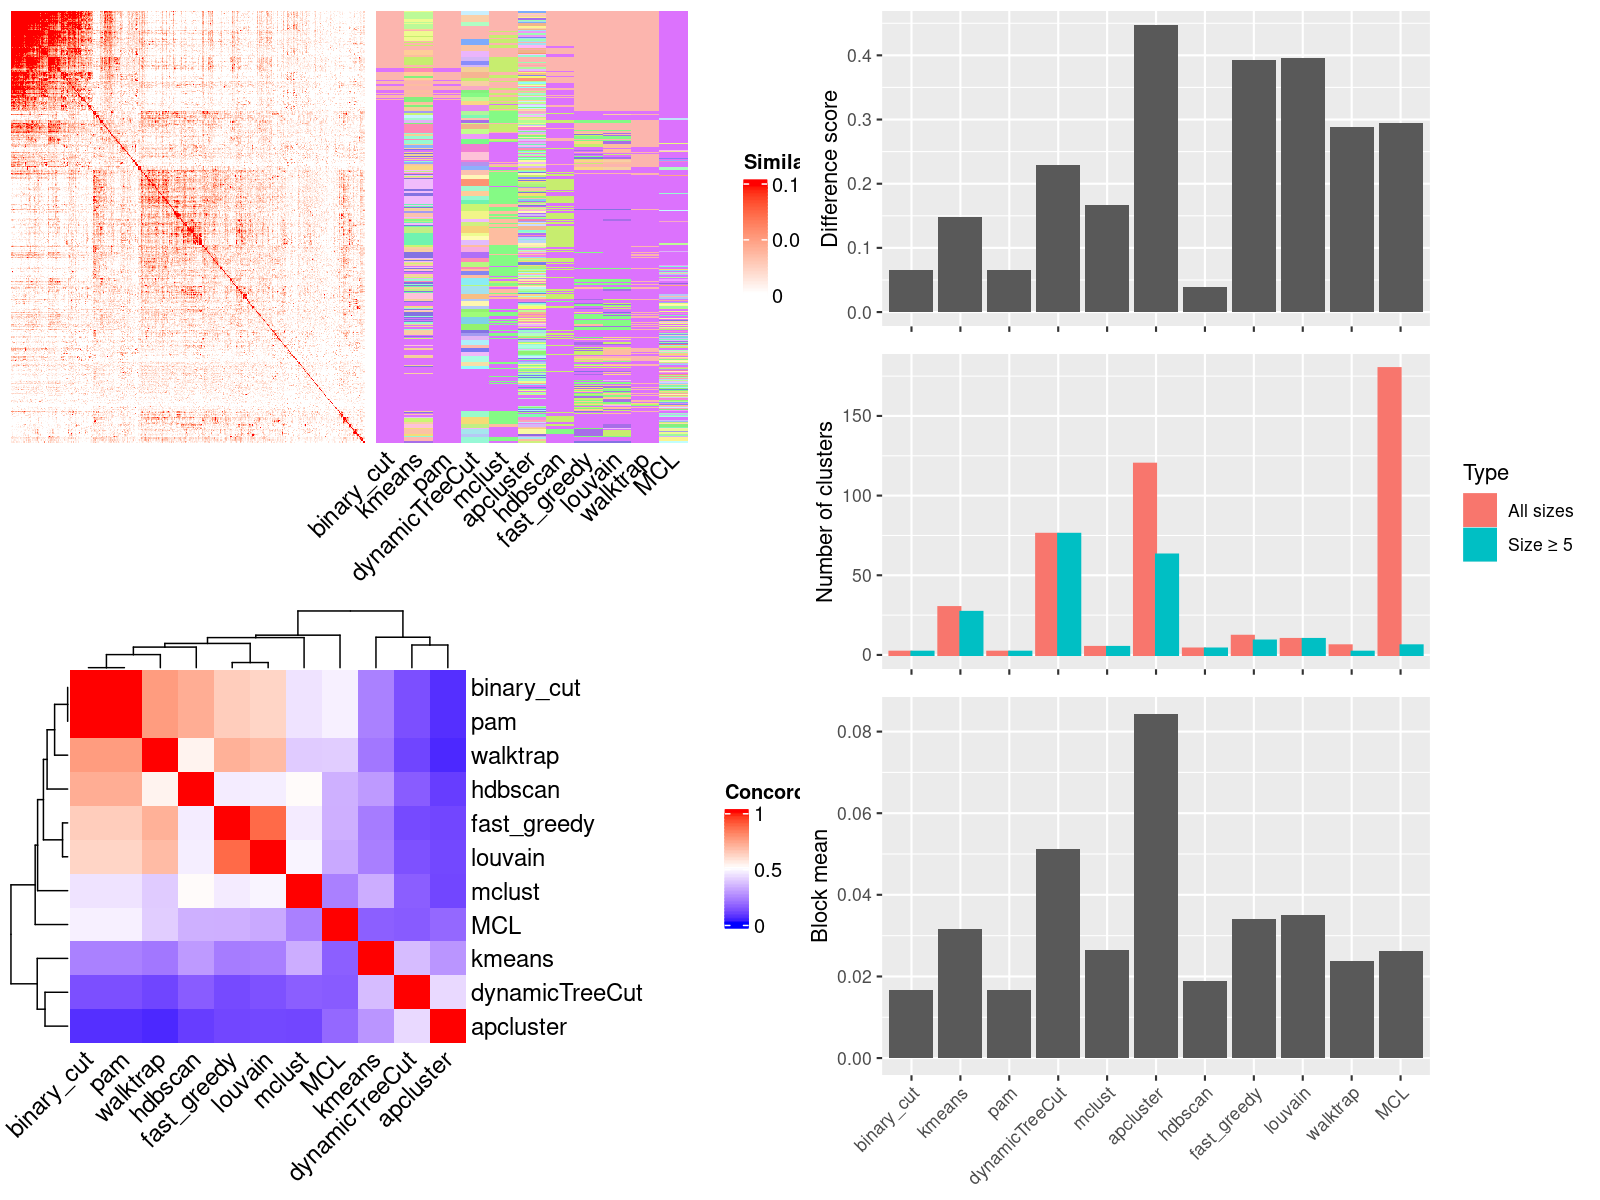 Simila
0.1
0.0
0
binary_cut
kmeans
pam
dynamicTreeCut
mclust
apcluster
hdbscan
fast_greedy
louvain
walktrap
MCL
binary_cut
pam
walktrap
hdbscan
fast_greedy
louvain
mclust
MCL
kmeans
dynamicTreeCut
apcluster
binary_cut
pam
walktrap
hdbscan
fast_greedy
louvain
mclust
MCL
kmeans
dynamicTreeCut
apcluster
Concord
1
0.5
0
Difference score
0.4
0.3
0.2
0.1
0.0
Number of clusters
150
100
50
0
Type
All sizes
Size ≥ 5
Block mean
0.08
0.06
0.04
0.02
0.00
binary_cut
kmeans
pam
dynamicTreeCut
mclust
apcluster
hdbscan
fast_greedy
louvain
walktrap
MCL